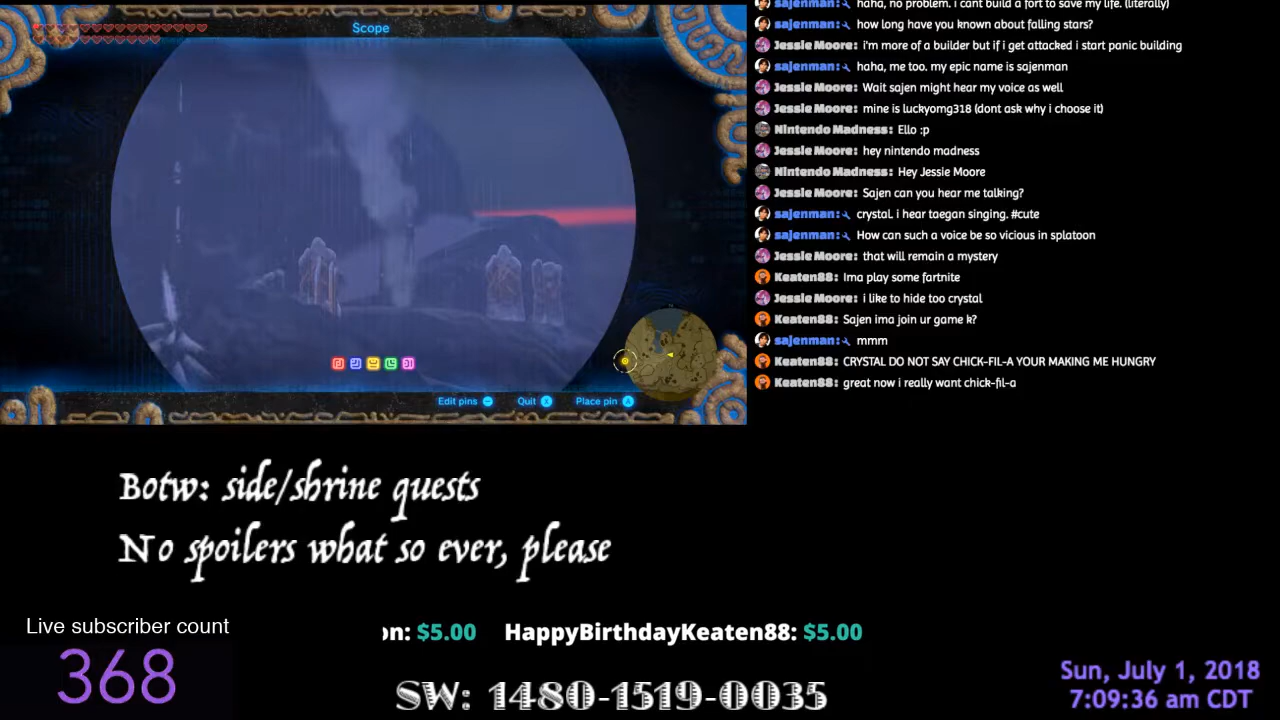 Scope
Edit pins
Quit X
Place pin A
sajenman: haha, no problem. i cant build a fort to save my life. (literally)
sajenman: how long have you known about falling stars?
Jessie Moore: i'm more of a builder but if i get attacked i start panic building
sajenman: haha, me too. my epic name is sajenman
Jessie Moore: Wait sajen might hear my voice as well
Jessie Moore: mine is luckyomg318 (dont ask why i choose it)
Nintendo Madness: Ello :p
Jessie Moore: hey nintendo madness
Nintendo Madness: Hey Jessie Moore
Jessie Moore: Sajen can you hear me talking?
sajenman: crystal. i hear taegan singing. #cute
sajenman: How can such a voice be so vicious in splatoon
Jessie Moore: that will remain a mystery
Keaten88: Ima play some fartnite
Jessie Moore: i like to hide too crystal
Keaten88: Sajen ima join ur game k?
sajenman: mmm
Keaten88: CRYSTAL DO NOT SAY CHICK-FIL-A YOUR MAKING ME HUNGRY
Keaten88: great now i really want chick-fil-a
Botw: side/shrine quests
No spoilers what so ever, please
Live subscriber count
368
on: $5.00 HappyBirthdayKeaten88: $5.00
SW: 1480-1519-0035
Sun, July 1, 2018
7:09:36 am CDT